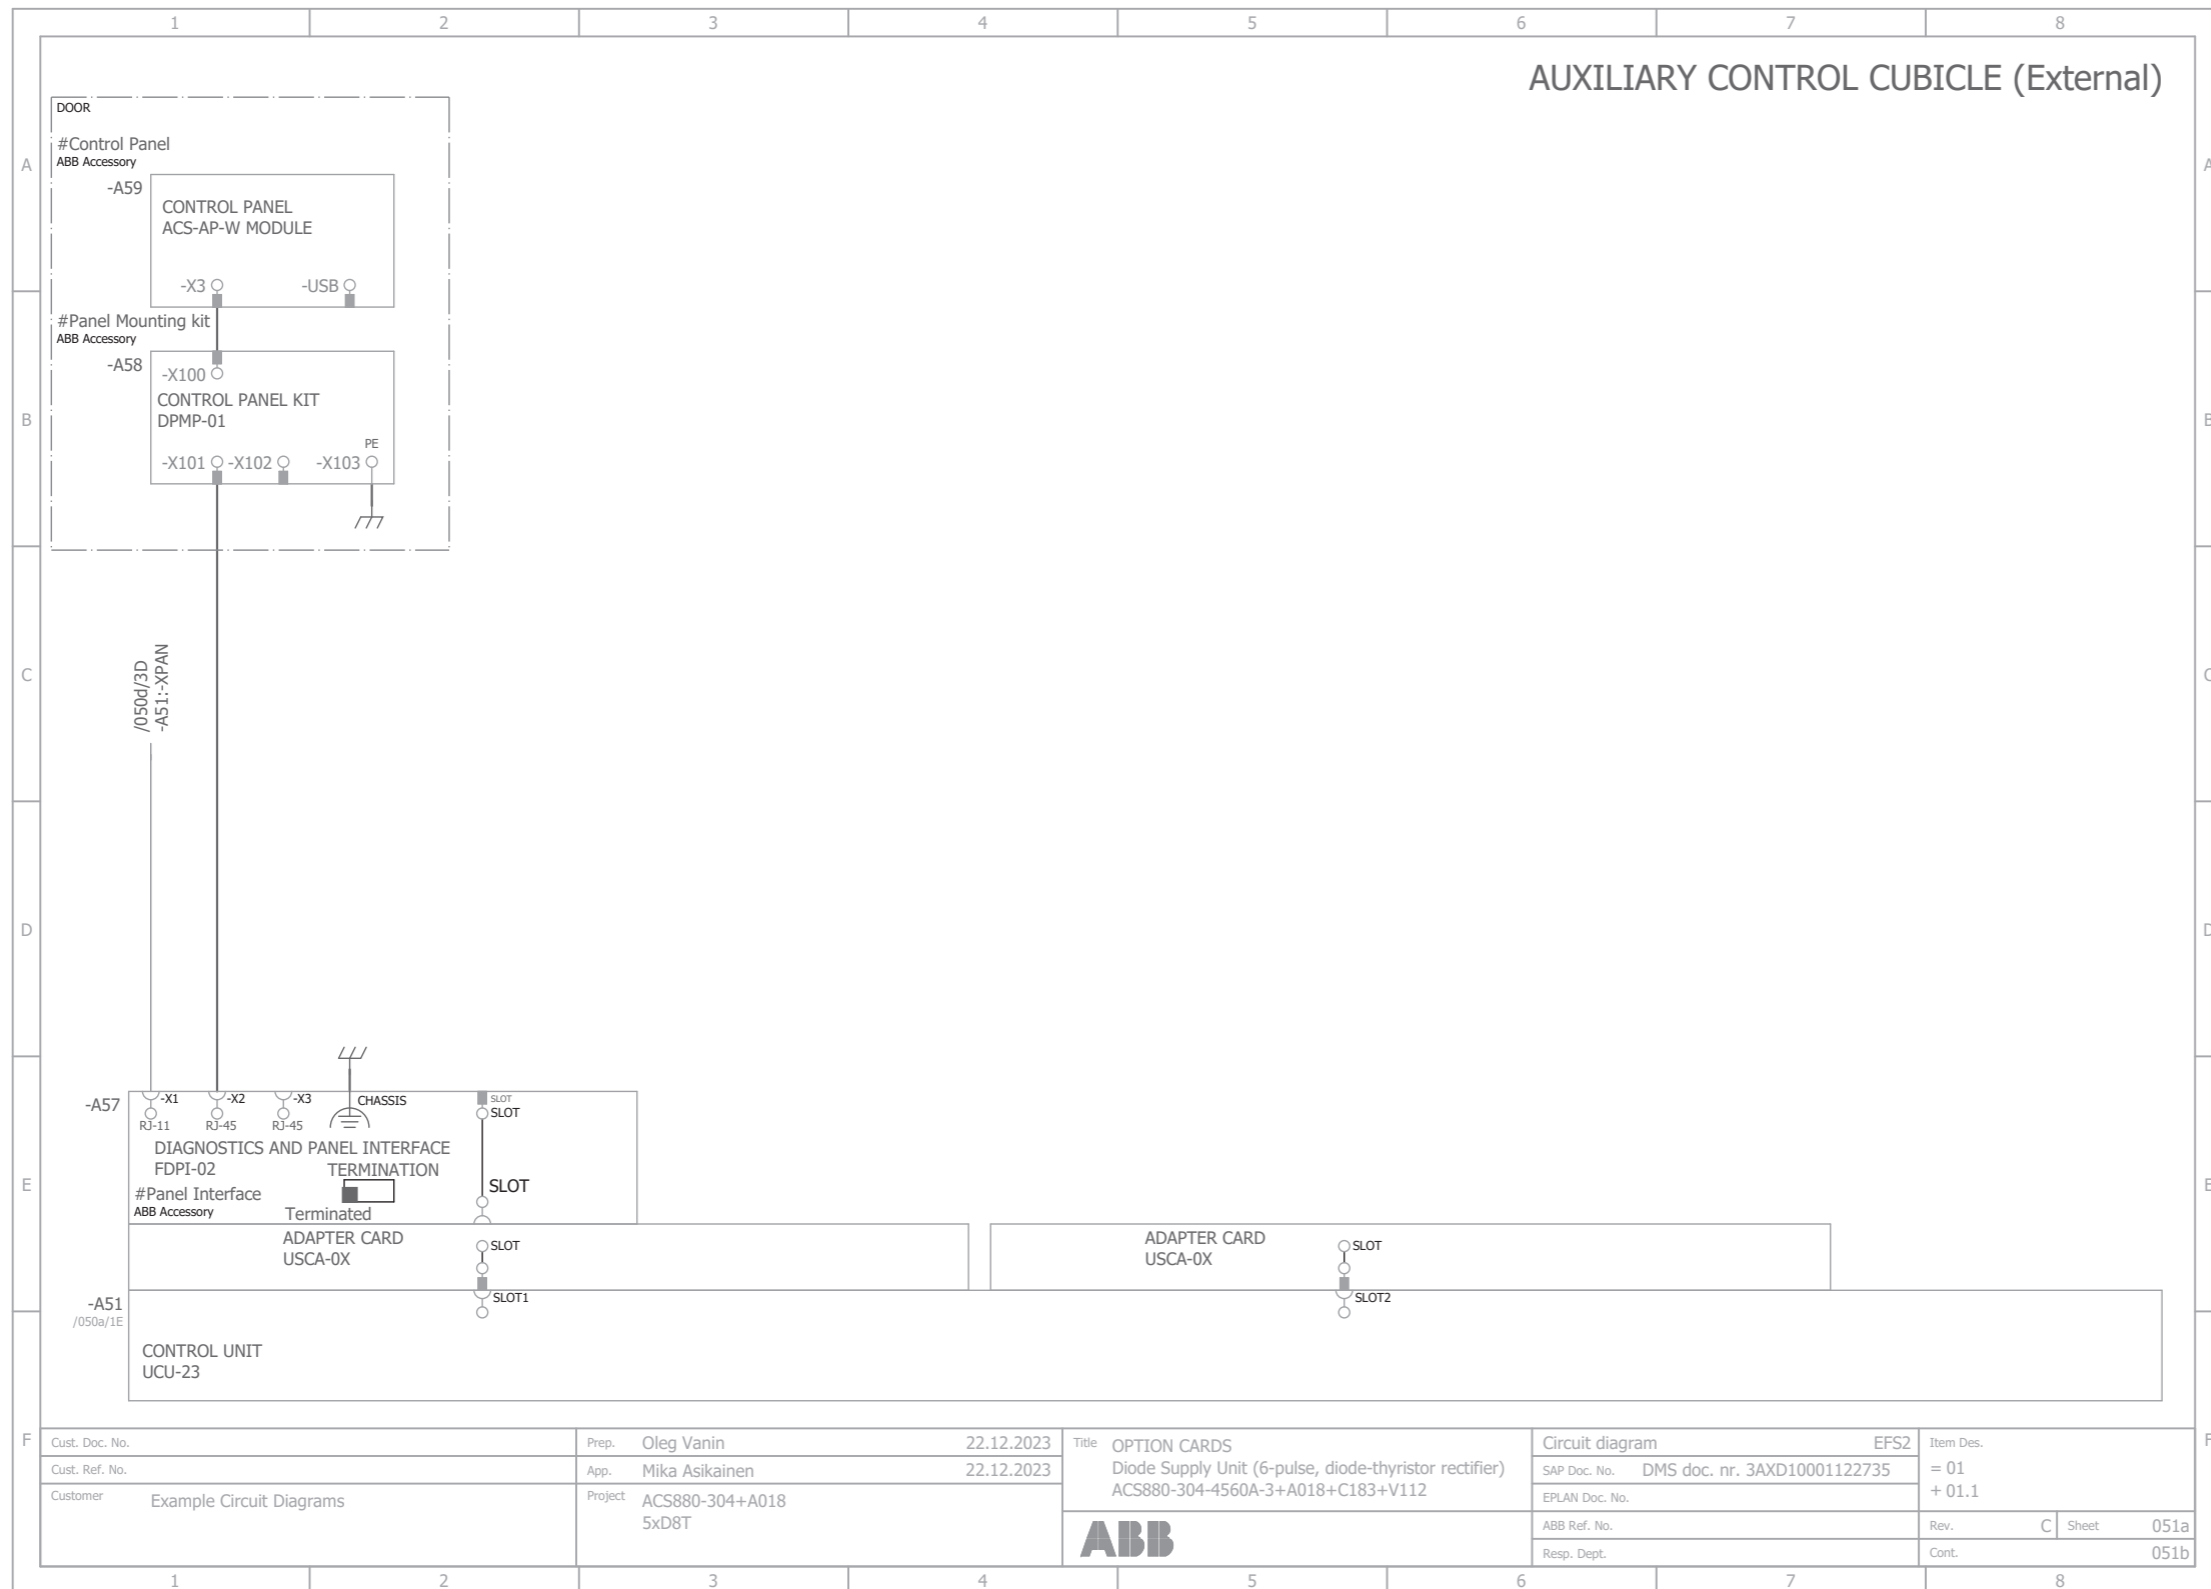 1 2 3 4 5 6 7 8
AUXILIARY CONTROL CUBICLE (External)
DOOR
#Control Panel
ABB Accessory
A A
-A59
CONTROL PANEL
ACS-AP-W MODULE
-X3 -USB
#Panel Mounting kit
ABB Accessory
-A58
-X100
CONTROL PANEL KIT
DPMP-01
B B
PE
-X101 -X102 -X103
/050d/3D
-A51:-XPAN
C C
D D
-A57
-X1 -X2 -X3 CHASSIS SLOT
SLOT
RJ-11 RJ-45 RJ-45
DIAGNOSTICS AND PANEL INTERFACE
FDPI-02 TERMINATION
E E
SLOT
#Panel Interface
ABB Accessory
Terminated
ADAPTER CARD
USCA-0X
SLOT
ADAPTER CARD
USCA-0X
SLOT
-A51
/050a/1E
SLOT1 SLOT2
CONTROL UNIT
UCU-23
F F
Cust. Doc. No.
Cust. Ref. No.
Customer Example Circuit Diagrams
Prep. Oleg Vanin 22.12.2023
App. Mika Asikainen 22.12.2023
Project ACS880-304+A018
5xD8T
Title OPTION CARDS
Diode Supply Unit (6-pulse, diode-thyristor rectifier)
ACS880-304-4560A-3+A018+C183+V112
ABB
Circuit diagram EFS2
SAP Doc. No. DMS doc. nr. 3AXD10001122735
EPLAN Doc. No.
ABB Ref. No.
Resp. Dept.
Item Des.
= 01
+ 01.1
Rev. C Sheet 051a
Cont. 051b
1 2 3 4 5 6 7 8